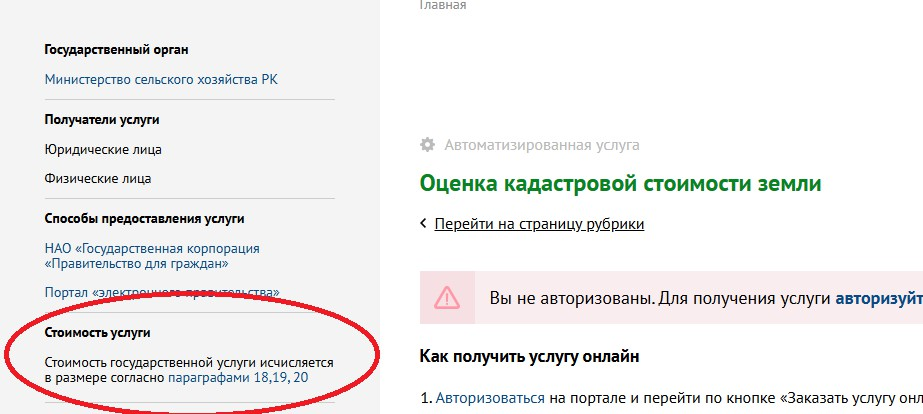 Главная
Государственный орган
Министерство сельского хозяйства РК
Получатели услуги
Юридические лица
Физические лица
Способы предоставления услуги
НАО «Государственная корпорация
«Правительство для граждан»
Портал «электронного правительства»
Стоимость услуги
Стоимость государственной услуги исчисляется
в размере согласно параграфами 18,19, 20
Автоматизированная услуга
Оценка кадастровой стоимости земли
Перейти на страницу рубрики
Вы не авторизованы. Для получения услуги авторизуйт
Как получить услугу онлайн
1. Авторизоваться на портале и перейти по кнопке «Заказать услугу онл